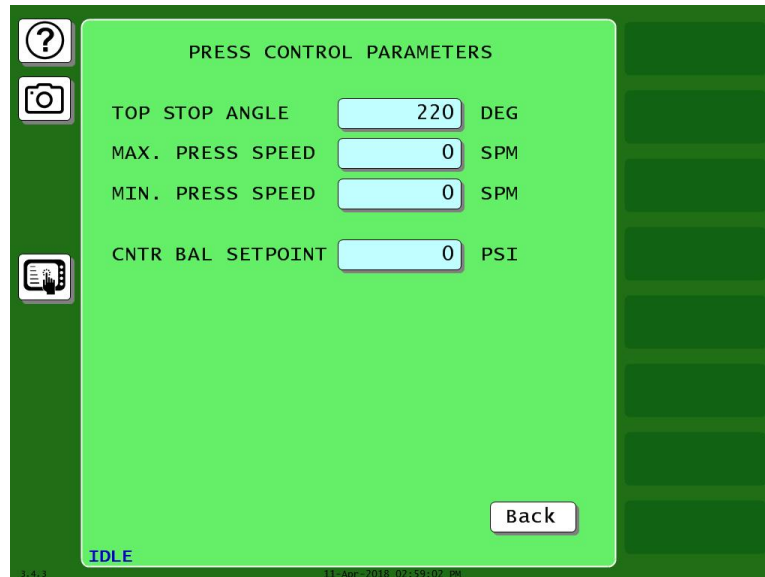 ?
PRESS CONTROL PARAMETERS
TOP STOP ANGLE 220 DEG
MAX. PRESS SPEED 0 SPM
MIN. PRESS SPEED 0 SPM
CNTR BAL SETPOINT 0 PSI
Back
IDLE
3.4.3 11-Apr-2018 02:59:02 PM